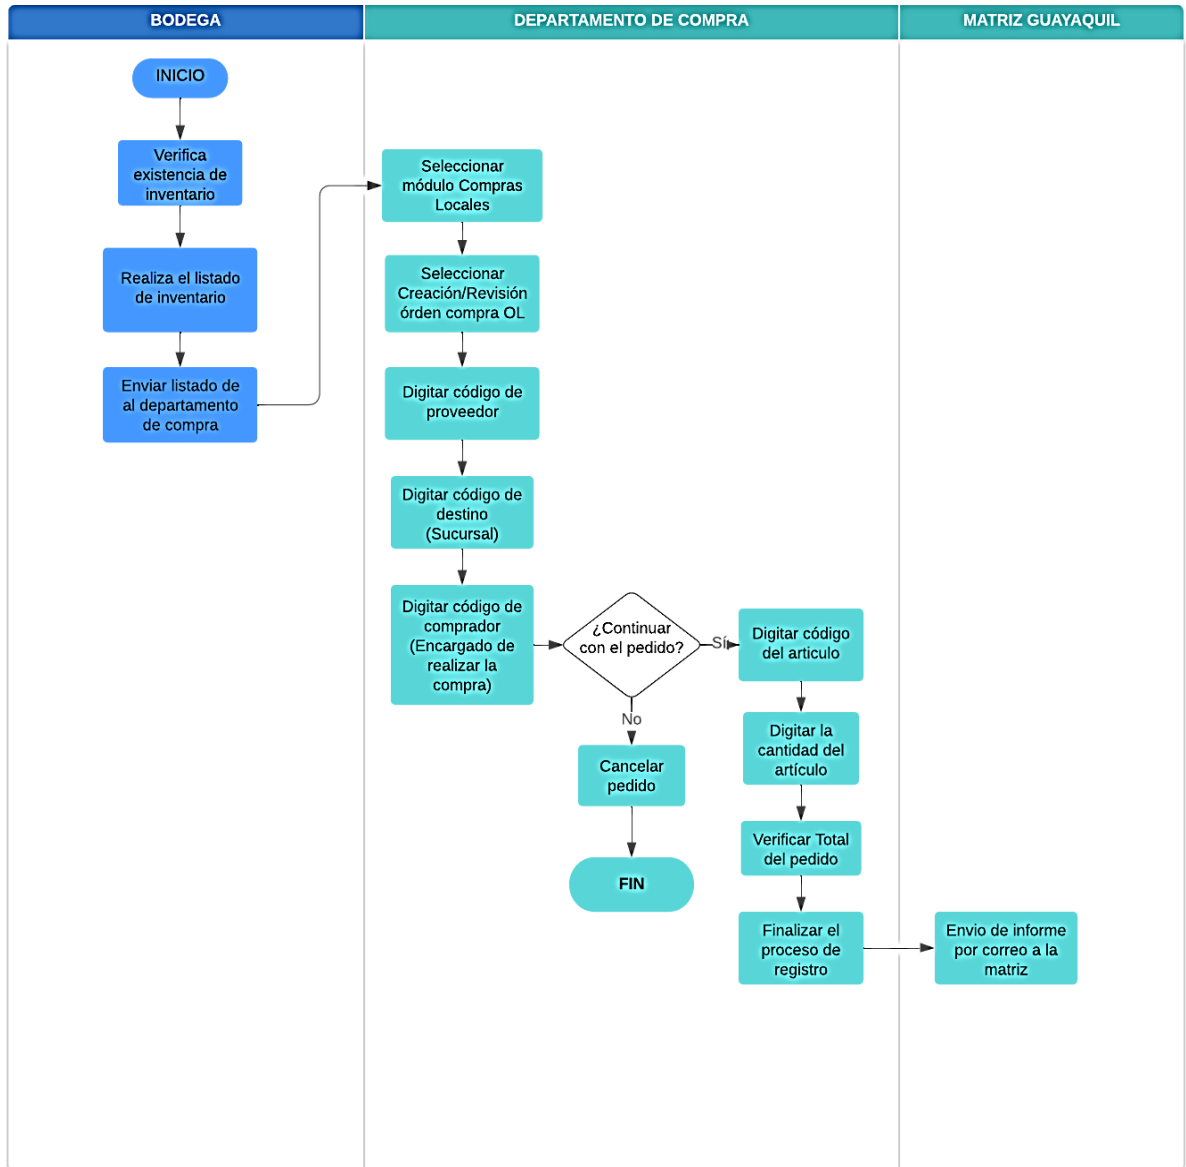 BODEGA
DEPARTAMENTO DE COMPRA
MATRIZ GUAYAQUIL
INICIO
Verifica
existencia de
inventario
Realiza el listado
de inventario
Enviar listado de
al departamento
de compra
Seleccionar
módulo Compras
Locales
Seleccionar
Creación/Revisión
órden compra OL
Digitar código de
proveedor
Digitar código de
destino
(Sucursal)
Digitar código de
comprador
(Encargado de
realizar la
compra)
¿Continuar
con el pedido?
Sí
No
Cancelar
pedido
FIN
Digitar código
del articulo
Digitar la
cantidad del
artículo
Verificar Total
del pedido
Finalizar el
proceso de
registro
Envio de informe
por correo a la
matriz